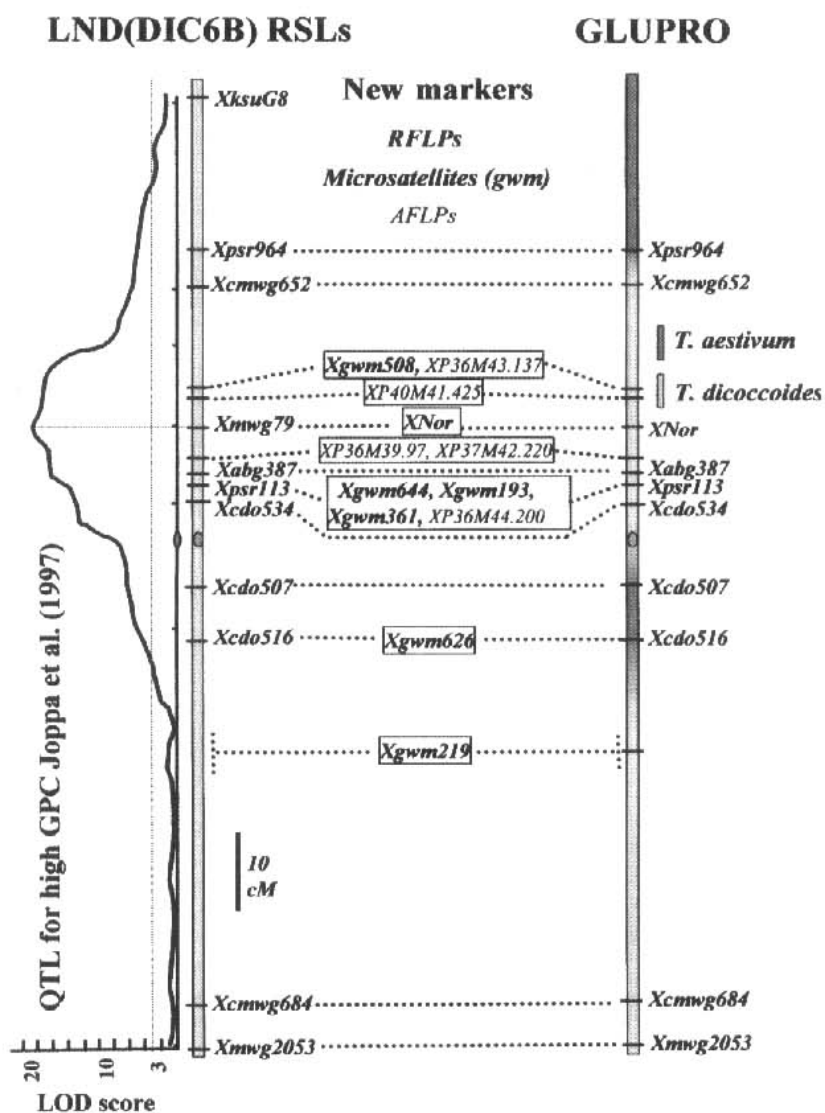 LND(DIC6B) RSLs
GLUPRO
New markers
RFLPs
Microsatellites (gwm)
AFLPs
XksuG8
Xpsr964
Xpsr964
Xcmwg652
Xcmwg652
T. aestivum
T. dicoccoides
Xgwm508, XP36M43.137
XP40M41.425
Xmwg79
XNor
XNor
XP36M39.97, XP37M42.220
Xabg387
Xabg387
Xpsr113
Xpsr113
Xgwm644, Xgwm193,
Xgwm361, XP36M44.200
Xcdo534
Xcdo534
Xcdo507
Xcdo507
Xcdo516
Xgwm626
Xcdo516
Xgwm219
10
cM
QTL for high GPC Joppa et al. (1997)
Xcmwg684
Xcmwg684
Xmwg2053
Xmwg2053
20
10
3
LOD score